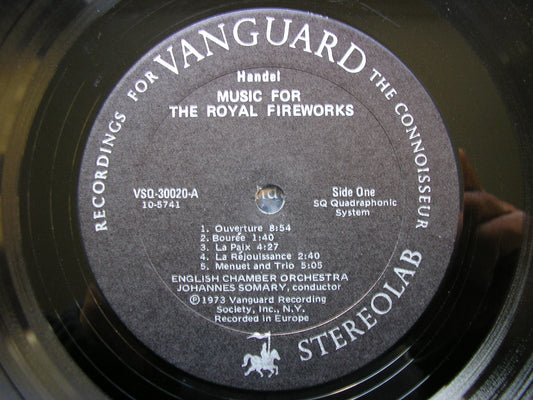 RECORDINGS FOR VANGUARD THE CONNOISSEUR
Handel
MUSIC FOR
THE ROYAL FIREWORKS
VSQ-30020-A
10-5741
Side One
SQ Quadraphonic
System
1. Ouverture 8:54
2. Bourée 1:40
3. La Paix 4:27
4. La Réjouissance 2:40
5. Menuet and Trio 5:05
ENGLISH CHAMBER ORCHESTRA
JOHANNES SOMARY, conductor
℗1973 Vanguard Recording
Society, Inc., N.Y.
Recorded in Europe
STEREOLAB